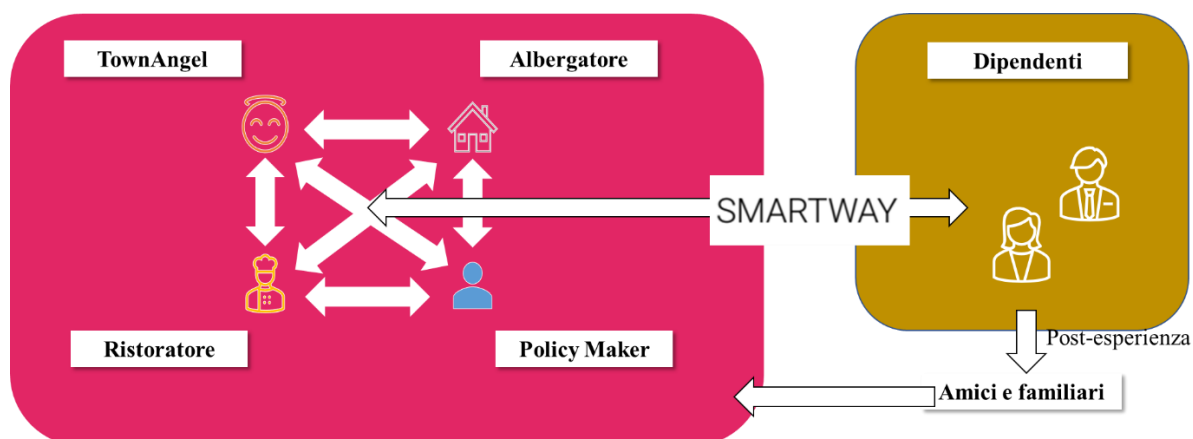 TownAngel
Albergatore
Dipendenti
SMARTWAY
Ristoratore
Policy Maker
Post-esperienza
Amici e familiari